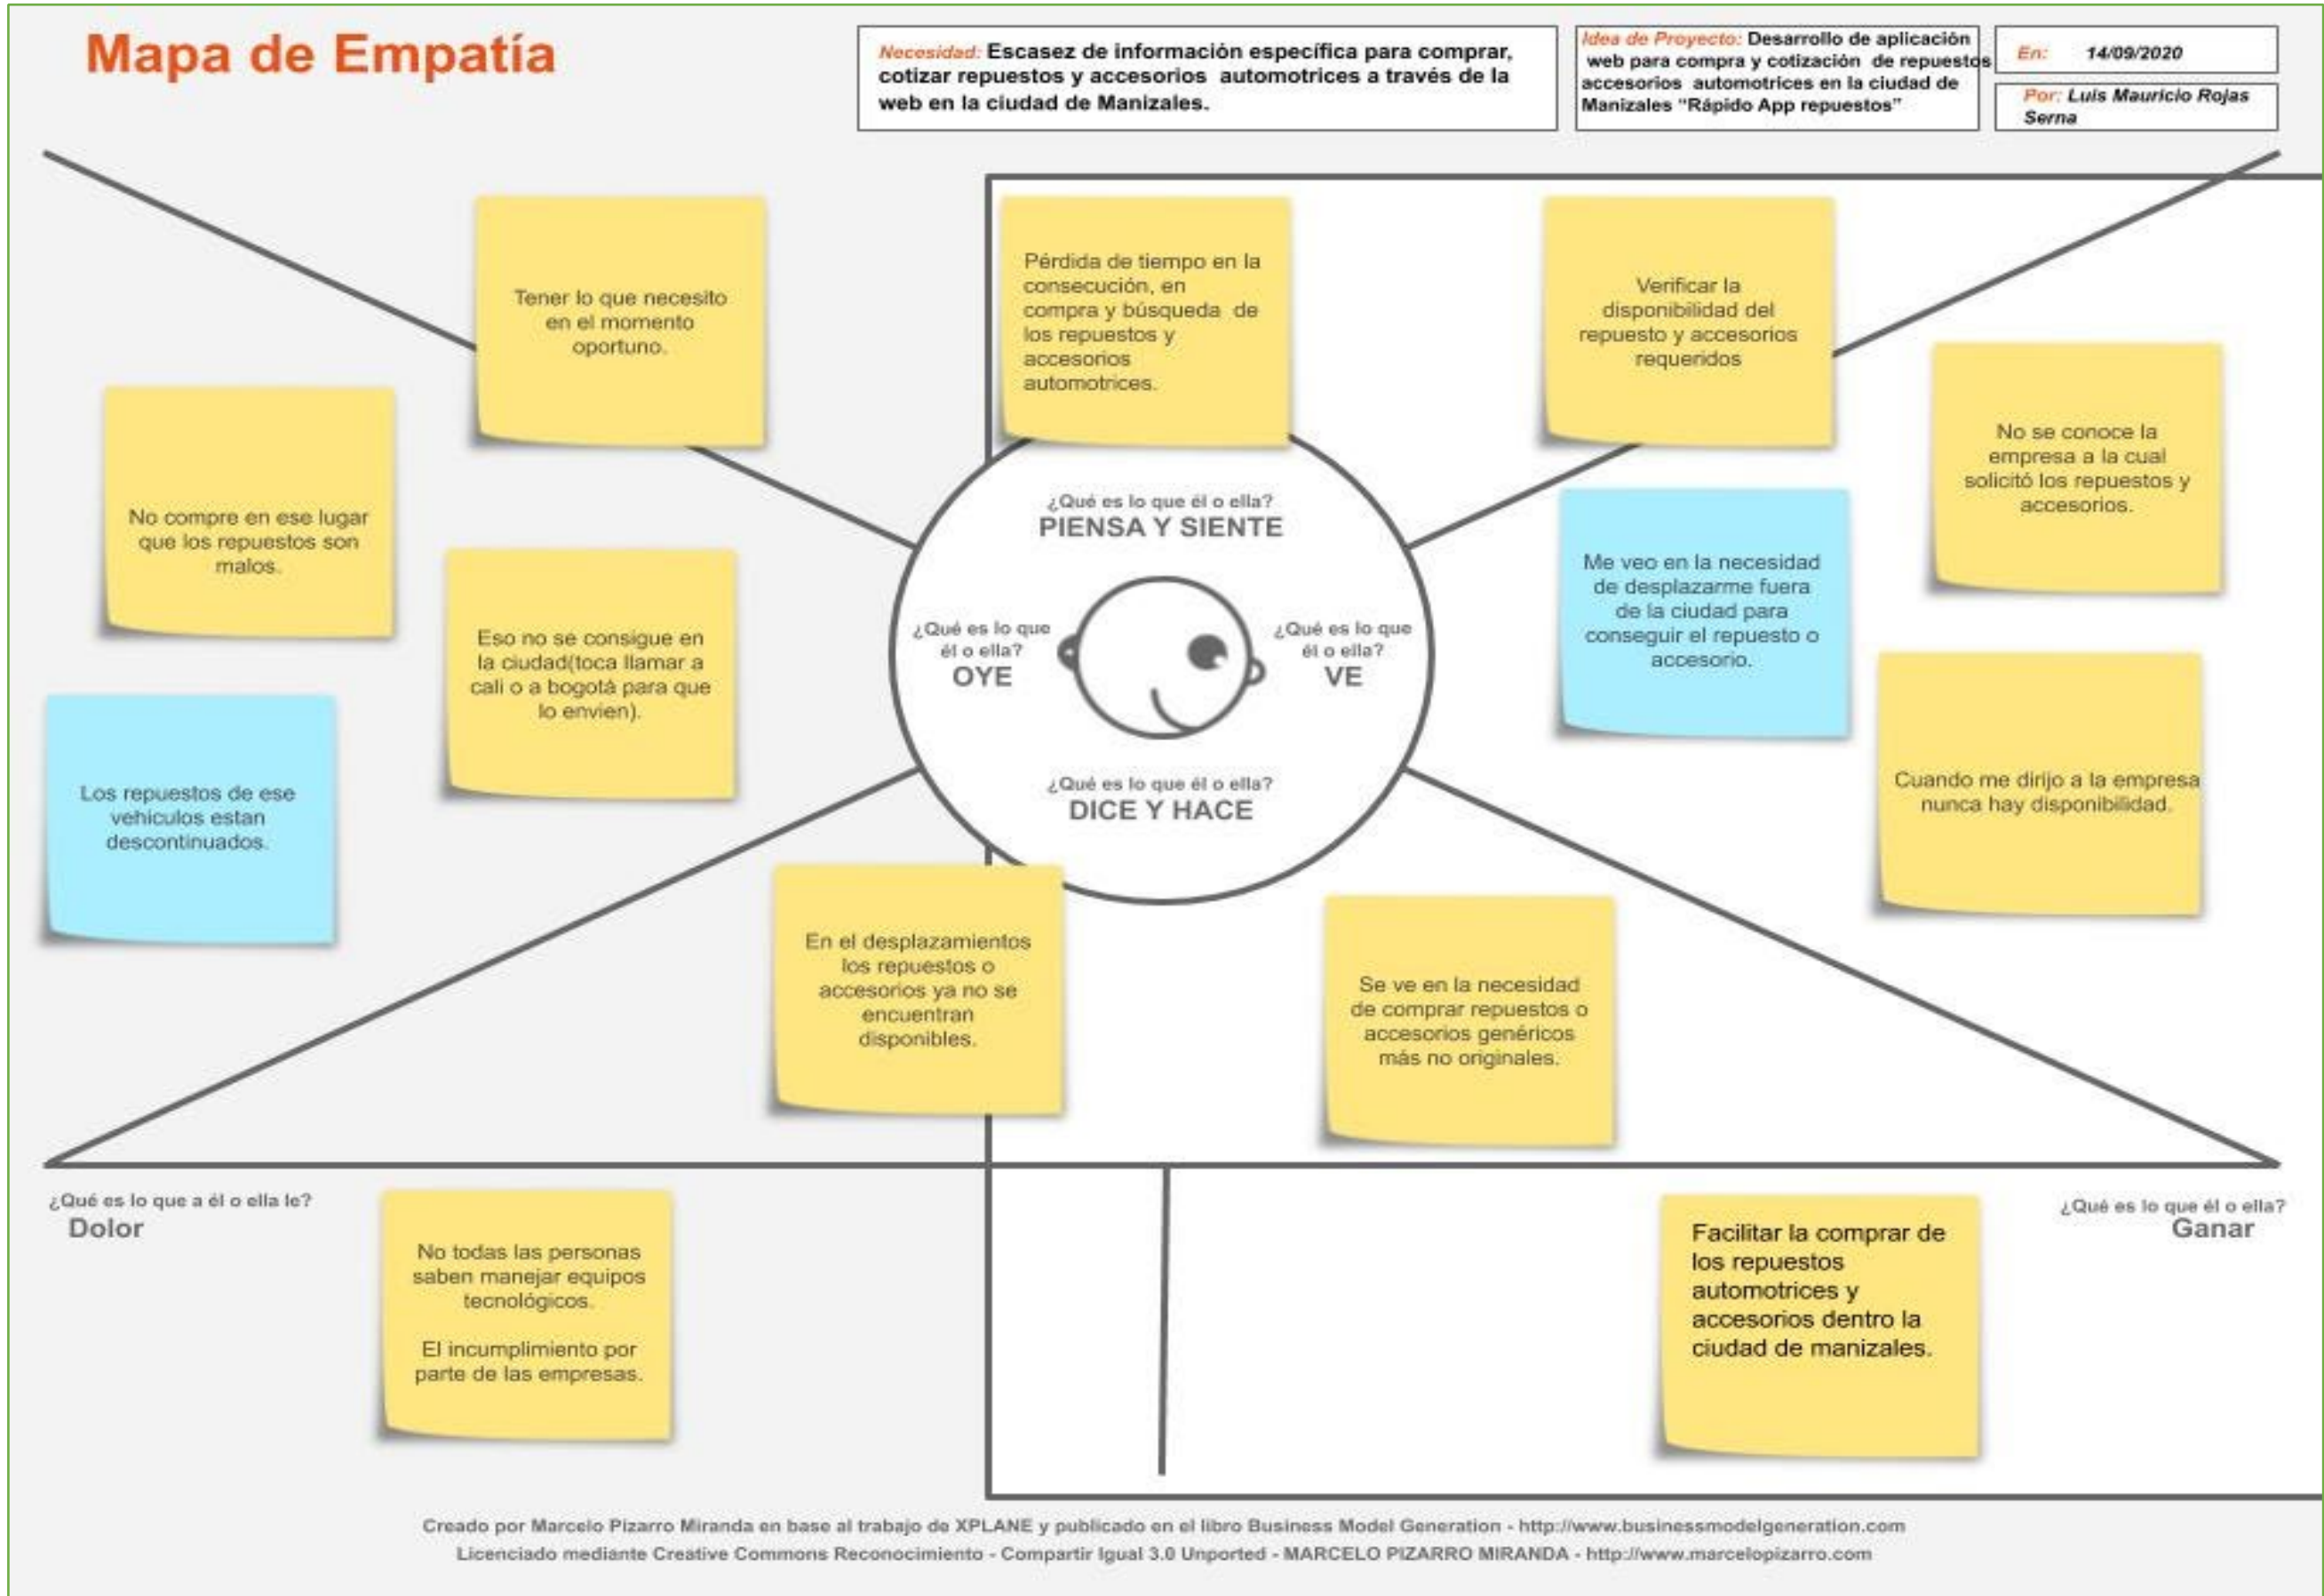 Mapa de Empatía
Necesidad: Escasez de información específica para comprar,
cotizar repuestos y accesorios automotrices a través de la
web en la ciudad de Manizales.
Idea de Proyecto: Desarrollo de aplicación
web para compra y cotización de repuestos
accesorios automotrices en la ciudad de
Manizales “Rápido App repuestos”
En: 14/09/2020
Por: Luis Mauricio Rojas
Serna
Tener lo que necesito
en el momento
oportuno.
Pérdida de tiempo en la
consecución, en
compra y búsqueda de
los repuestos y
accesorios
automotrices.
Verificar la
disponibilidad del
repuesto y accesorios
requeridos
No compre en ese lugar
que los repuestos son
malos.
Eso no se consigue en
la ciudad(toca llamar a
cali o a bogotá para que
lo envien).
Los repuestos de ese
vehiculos estan
descontinuados.
¿Qué es lo que él o ella?
PIENSA Y SIENTE
¿Qué es lo que
él o ella?
OYE
¿Qué es lo que
él o ella?
VE
¿Qué es lo que él o ella?
DICE Y HACE
No se conoce la
empresa a la cual
solicitó los repuestos y
accesorios.
Me veo en la necesidad
de desplazarme fuera
de la ciudad para
conseguir el repuesto o
accesorio.
Cuando me dirijo a la empresa
nunca hay disponibilidad.
En el desplazamientos
los repuestos o
accesorios ya no se
encuentran
disponibles.
Se ve en la necesidad
de comprar repuestos o
accesorios genéricos
más no originales.
¿Qué es lo que a él o ella le?
Dolor
No todas las personas
saben manejar equipos
tecnológicos.
El incumplimiento por
parte de las empresas.
Facilitar la comprar de
los repuestos
automotrices y
accesorios dentro la
ciudad de manizales.
¿Qué es lo que él o ella?
Ganar
Creado por Marcelo Pizarro Miranda en base al trabajo de XPLANE y publicado en el libro Business Model Generation - http://www.businessmodelgeneration.com
Licenciado mediante Creative Commons Reconocimiento - Compartir Igual 3.0 Unported - MARCELO PIZARRO MIRANDA - http://www.marcelopizarro.com